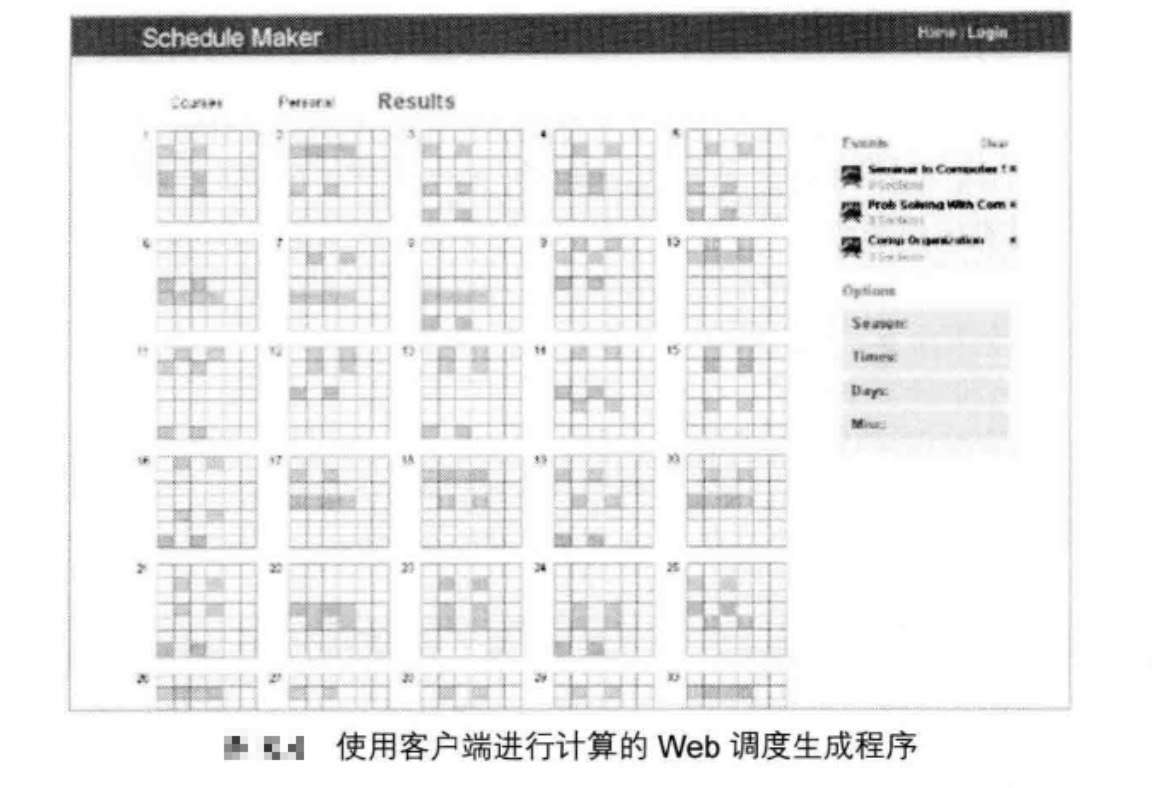 Schedule Maker
Home | Login
Courses Personal Results
1 2 3 4 5
Events Clear
Seminar In Computer S ×
Prob Solving With Com ×
3 Sections
Comp Organization ×
3 Sections
6 7 8 9 10
Options
Season:
Times:
Days:
Misc:
11 12 13 14 15
16 17 18 19 20
21 22 23 24 25
26 27 28 29 30
使用客户端进行计算的 Web 调度生成程序